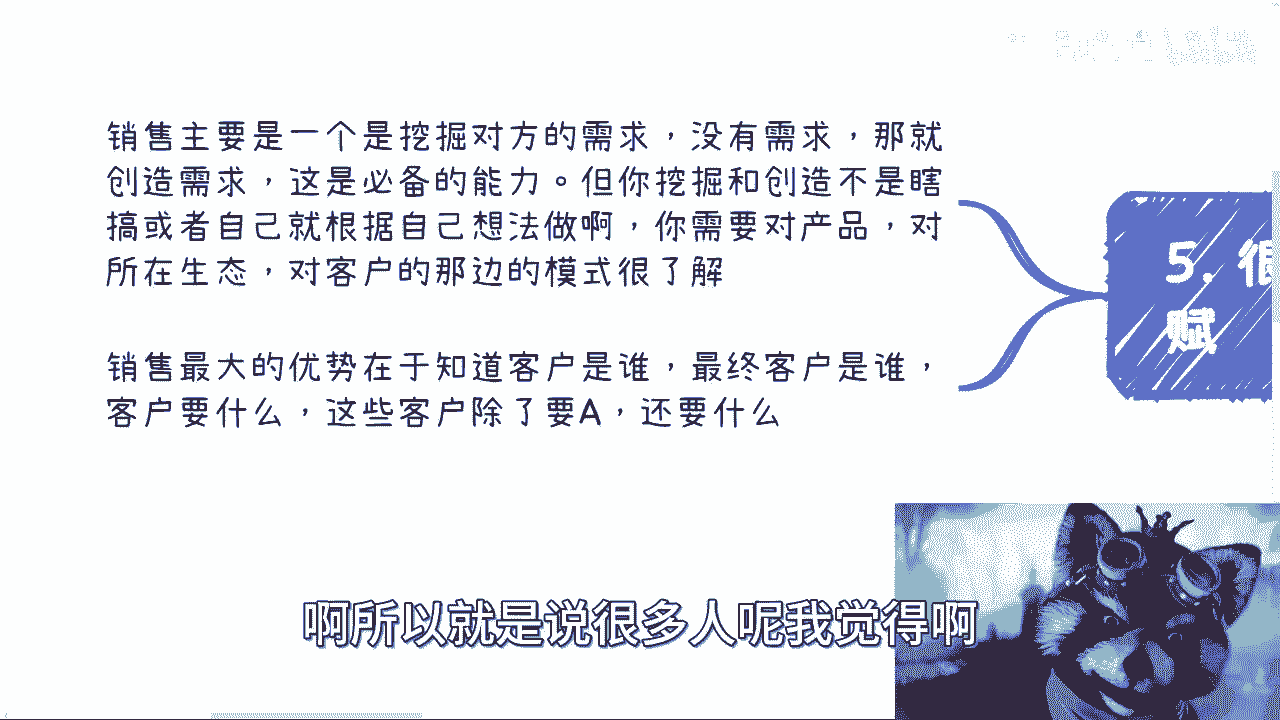 销售主要是一个是挖掘对方的需求，没有需求，那就
创造需求，这是必备的能力。但你挖掘和创造不是瞎
搞或者自己就根据自己想法做啊，你需要对产品，对
所在生态，对客户的那边的模式很了解
销售最大的优势在于知道客户是谁，最终客户是谁，
客户要什么，这些客户除了要A，还要什么
5. 很
赋
啊所以就是说很多人呢我觉得啊